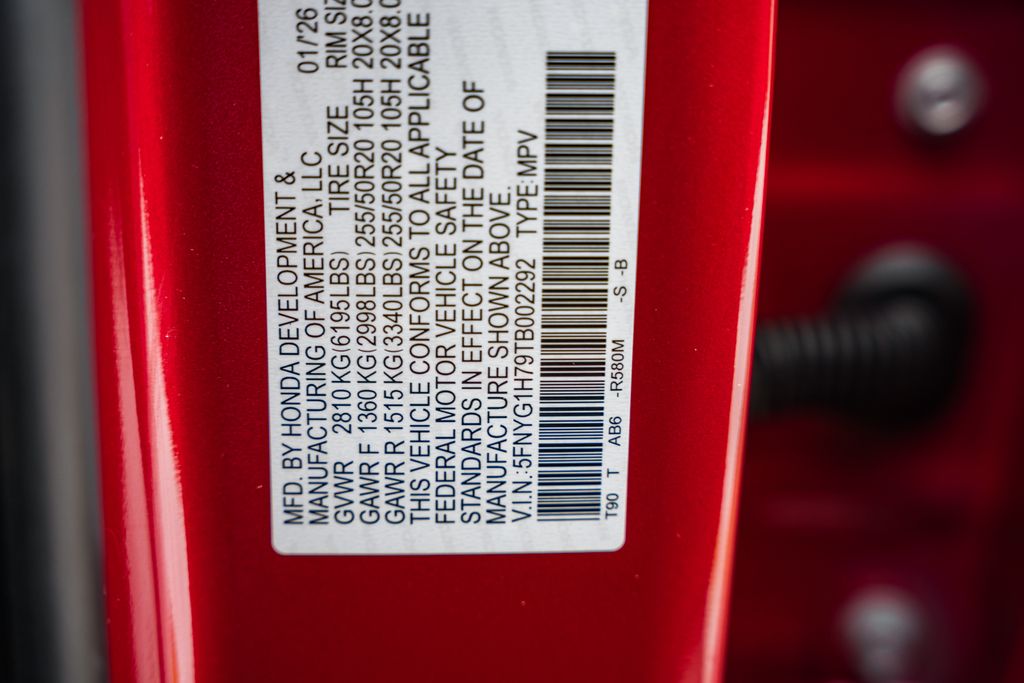 MFD. BY HONDA DEVELOPMENT &
MANUFACTURING OF AMERICA, LLC 01/26
GVWR 2810 KG(6195LBS) TIRE SIZE RIM SIZ
GAWR F 1360 KG(2998LBS)255/50R20 105H 20X8.0
GAWR R 1515 KG(3340LBS)255/50R20 105H 20X8.0
THIS VEHICLE CONFORMS TO ALL APPLICABLE
FEDERAL MOTOR VEHICLE SAFETY
STANDARDS IN EFFECT ON THE DATE OF
MANUFACTURE SHOWN ABOVE.
V.I.N.:5FNYG1H79TB002292 TYPE:MPV
T90 T AB6 -R580M -S -B